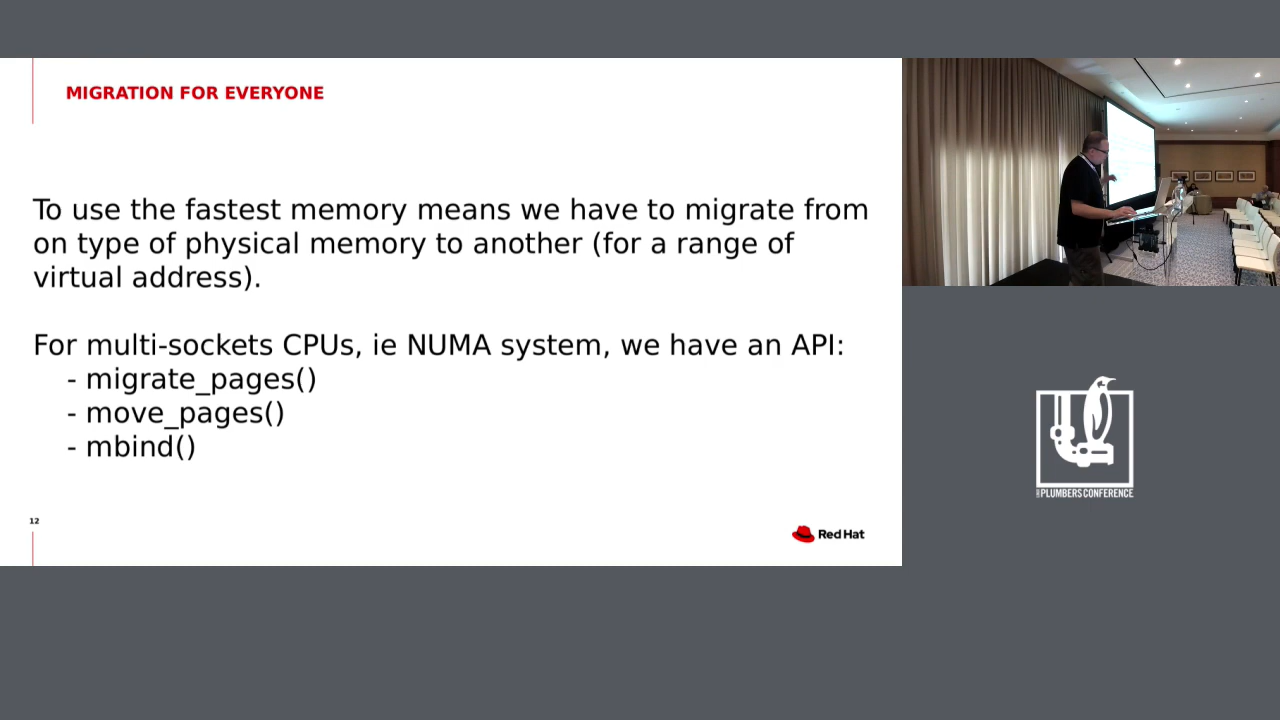 MIGRATION FOR EVERYONE
To use the fastest memory means we have to migrate from
on type of physical memory to another (for a range of
virtual address).
For multi-sockets CPUs, ie NUMA system, we have an API:
- migrate_pages()
- move_pages()
- mbind()
12
Red Hat
PLUMBERS CONFERENCE